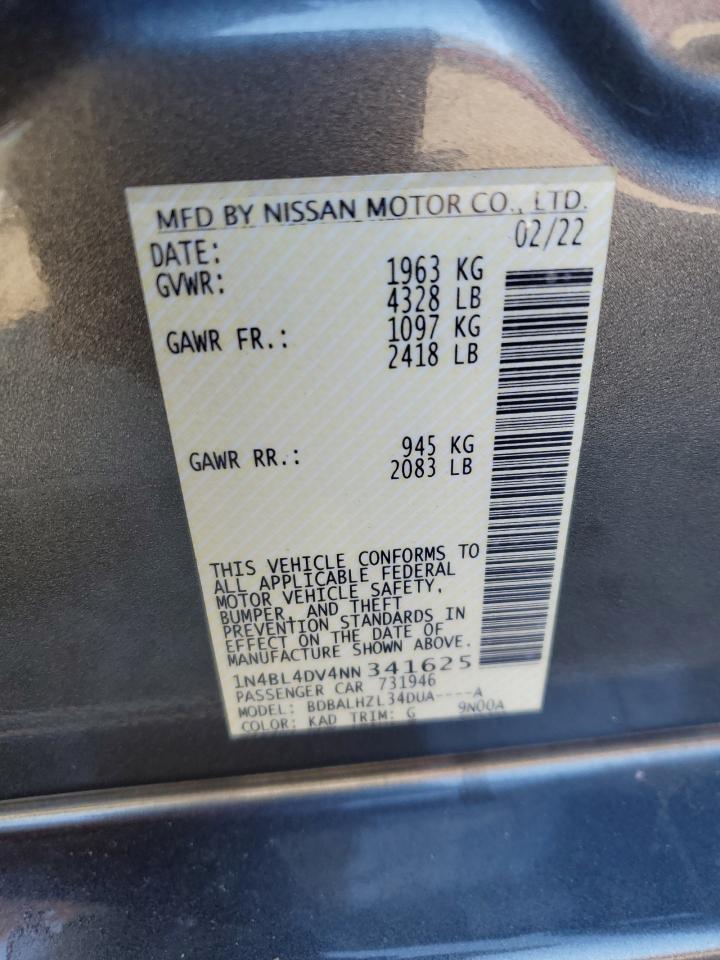 MFD BY NISSAN MOTOR CO., LTD.
DATE: 02/22
GVWR: 1963 KG
4328 LB
GAWR FR.: 1097 KG
2418 LB
GAWR RR.: 945 KG
2083 LB
THIS VEHICLE CONFORMS TO
ALL APPLICABLE FEDERAL
MOTOR VEHICLE SAFETY,
BUMPER, AND THEFT
PREVENTION STANDARDS IN
EFFECT ON THE DATE OF
MANUFACTURE SHOWN ABOVE.
1N4BL4DV4NN 341625
PASSENGER CAR 731946
MODEL: BDBALHZL34DUA----A
COLOR: KAD TRIM: G 9N00A